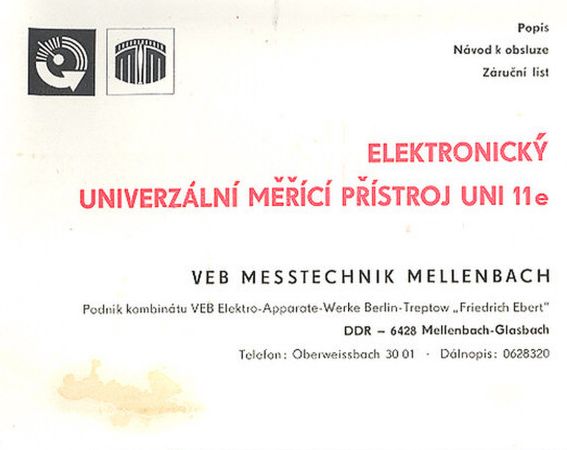 Popis
Návod k obsluze
Záruční list
ELEKTRONICKÝ
UNIVERZÁLNÍ MĚŘÍCÍ PŘÍSTROJ UNI 11e
VEB MESSTECHNIK MELLENBACH
Podnik kombinátu VEB Elektro-Apparate-Werke Berlin-Treptow „Friedrich Ebert"
DDR – 6428 Mellenbach-Glasbach
Telefon: Oberweissbach 30 01 · Dálnopis: 0628320